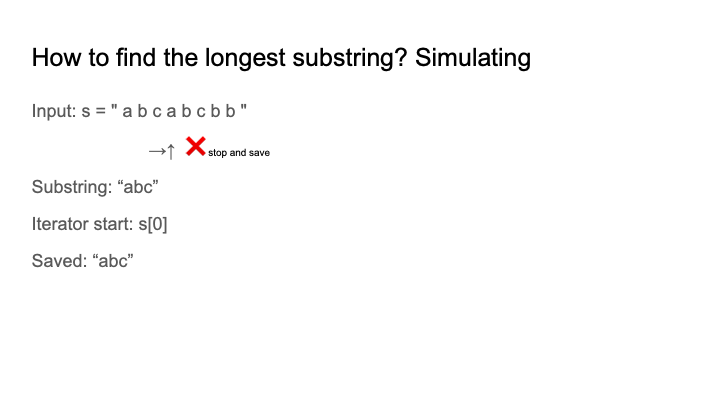 How to find the longest substring? Simulating
Input: s = " a b c a b c b b "
→↑ ❌ stop and save
Substring: “abc”
Iterator start: s[0]
Saved: “abc”